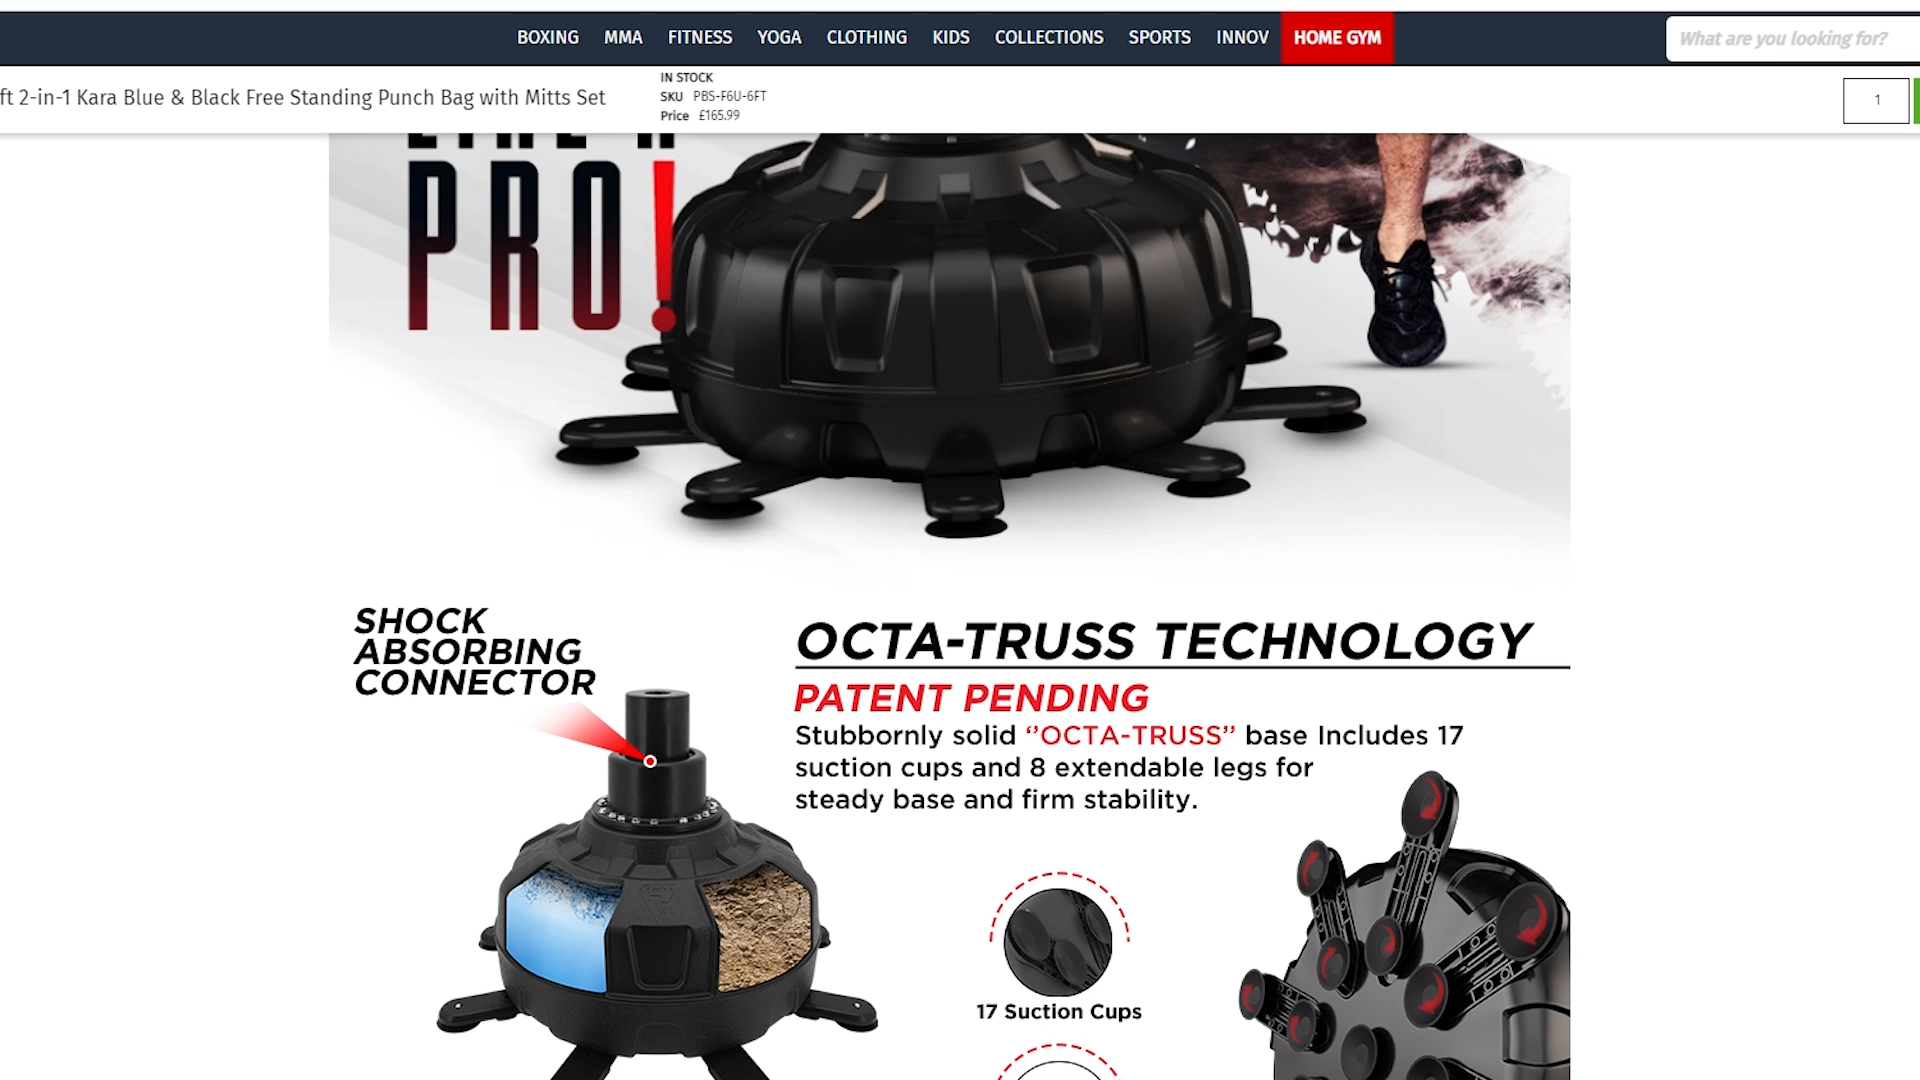 BOXING MMA FITNESS YOGA CLOTHING KIDS COLLECTIONS SPORTS INNOV HOME GYM
What are you looking for?
ft 2-in-1 Kara Blue & Black Free Standing Punch Bag with Mitts Set
IN STOCK
SKU PBS-F6U-6FT
Price £165.99
1
PRO!
SHOCK
ABSORBING
CONNECTOR
OCTA-TRUSS TECHNOLOGY
PATENT PENDING
Stubbornly solid ‘’OCTA-TRUSS’’ base Includes 17
suction cups and 8 extendable legs for
steady base and firm stability.
17 Suction Cups